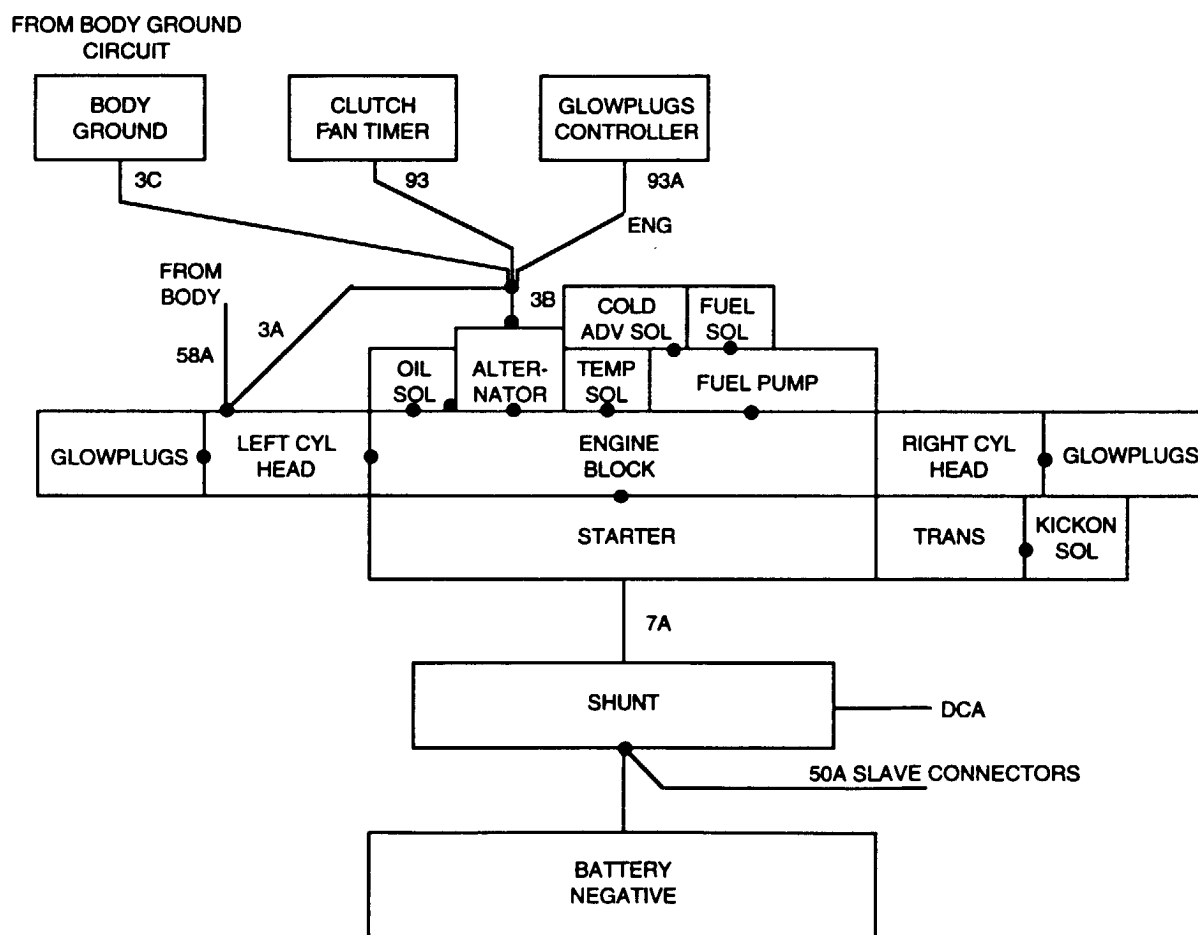 FROM BODY GROUND
CIRCUIT
BODY
GROUND
CLUTCH
FAN TIMER
GLOWPLUGS
CONTROLLER
3C
93
93A
ENG
FROM
BODY
3B
COLD
ADV SOL
FUEL
SOL
58A
3A
OIL
SOL
ALTER-
NATOR
TEMP
SOL
FUEL PUMP
GLOWPLUGS
LEFT CYL
HEAD
ENGINE
BLOCK
RIGHT CYL
HEAD
GLOWPLUGS
STARTER
TRANS
KICKON
SOL
7A
SHUNT
DCA
50A SLAVE CONNECTORS
BATTERY
NEGATIVE